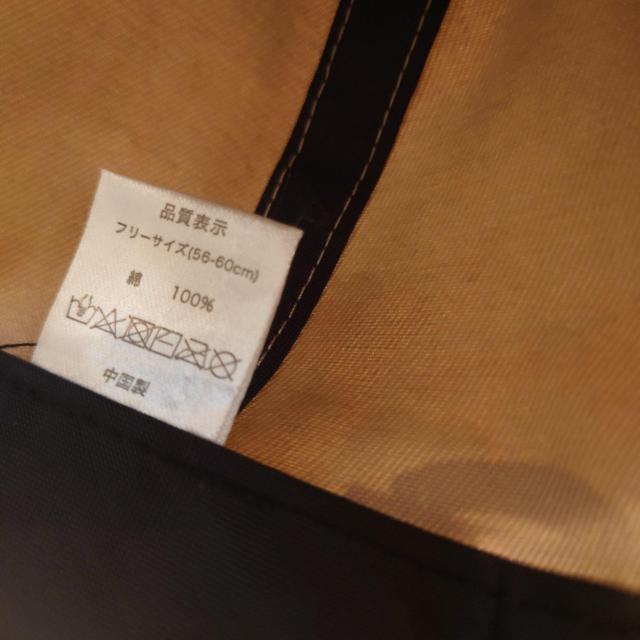 品質表示
フリーサイズ(56-60cm)
綿 100%
中国製